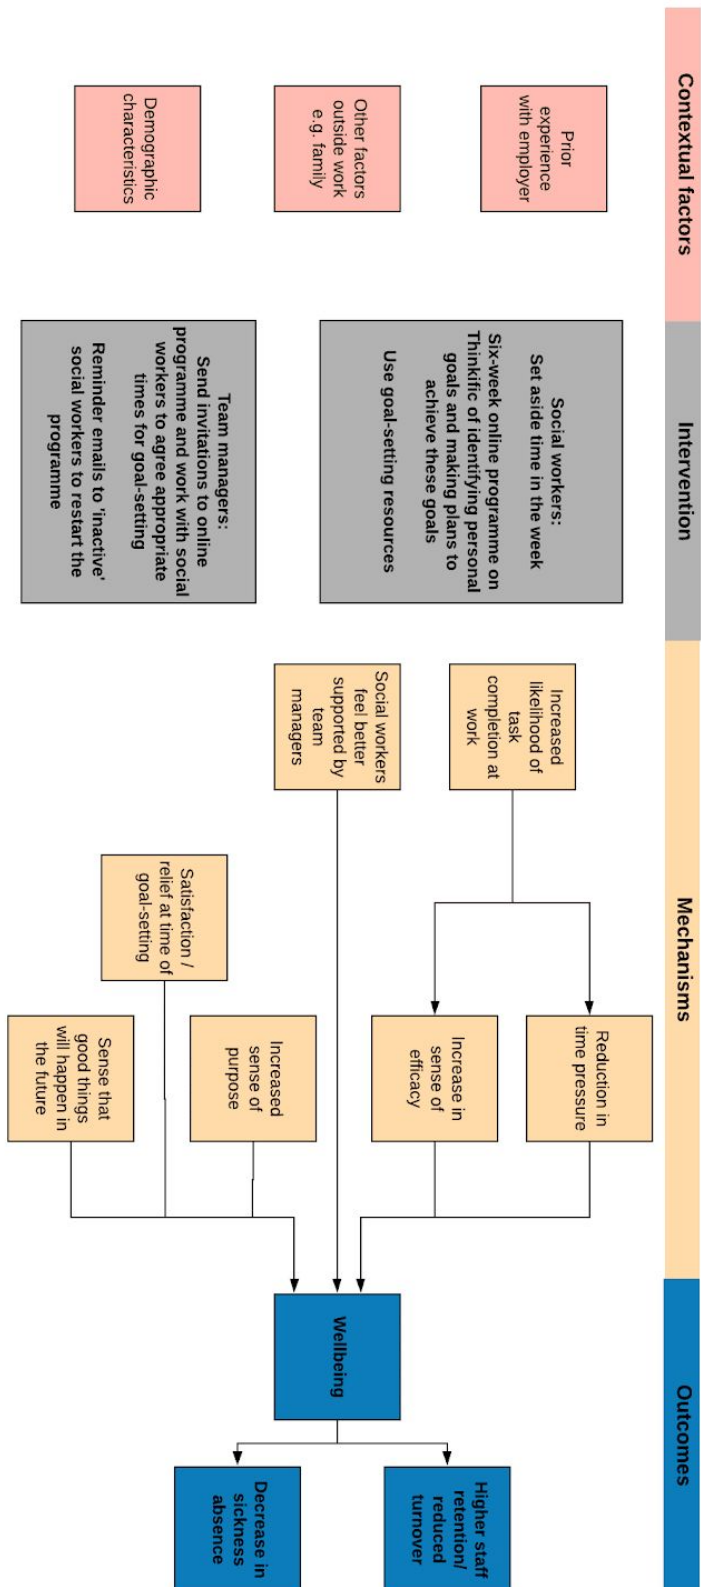 Contextual factors
Intervention
Mechanisms
Outcomes
Prior
experience
with employer
Other factors
outside work
e.g. family
Demographic
characteristics
Social workers:
Set aside time in the week
Six-week online programme on
Thinkific of identifying personal
goals and making plans to
achieve these goals
Use goal-setting resources
Team managers:
Send invitations to online
programme and work with social
workers to agree appropriate
times for goal-setting
Reminder emails to 'inactive'
social workers to restart the
programme
Increased
likelihood of
task
completion at
work
Social workers
feel better
supported by
team
managers
Satisfaction /
relief at time of
goal-setting
Reduction in
time pressure
Increase in
sense of
efficacy
Increased
sense of
purpose
Sense that
good things
will happen in
the future
Wellbeing
Higher staff
retention/
reduced
turnover
Decrease in
sickness
absence